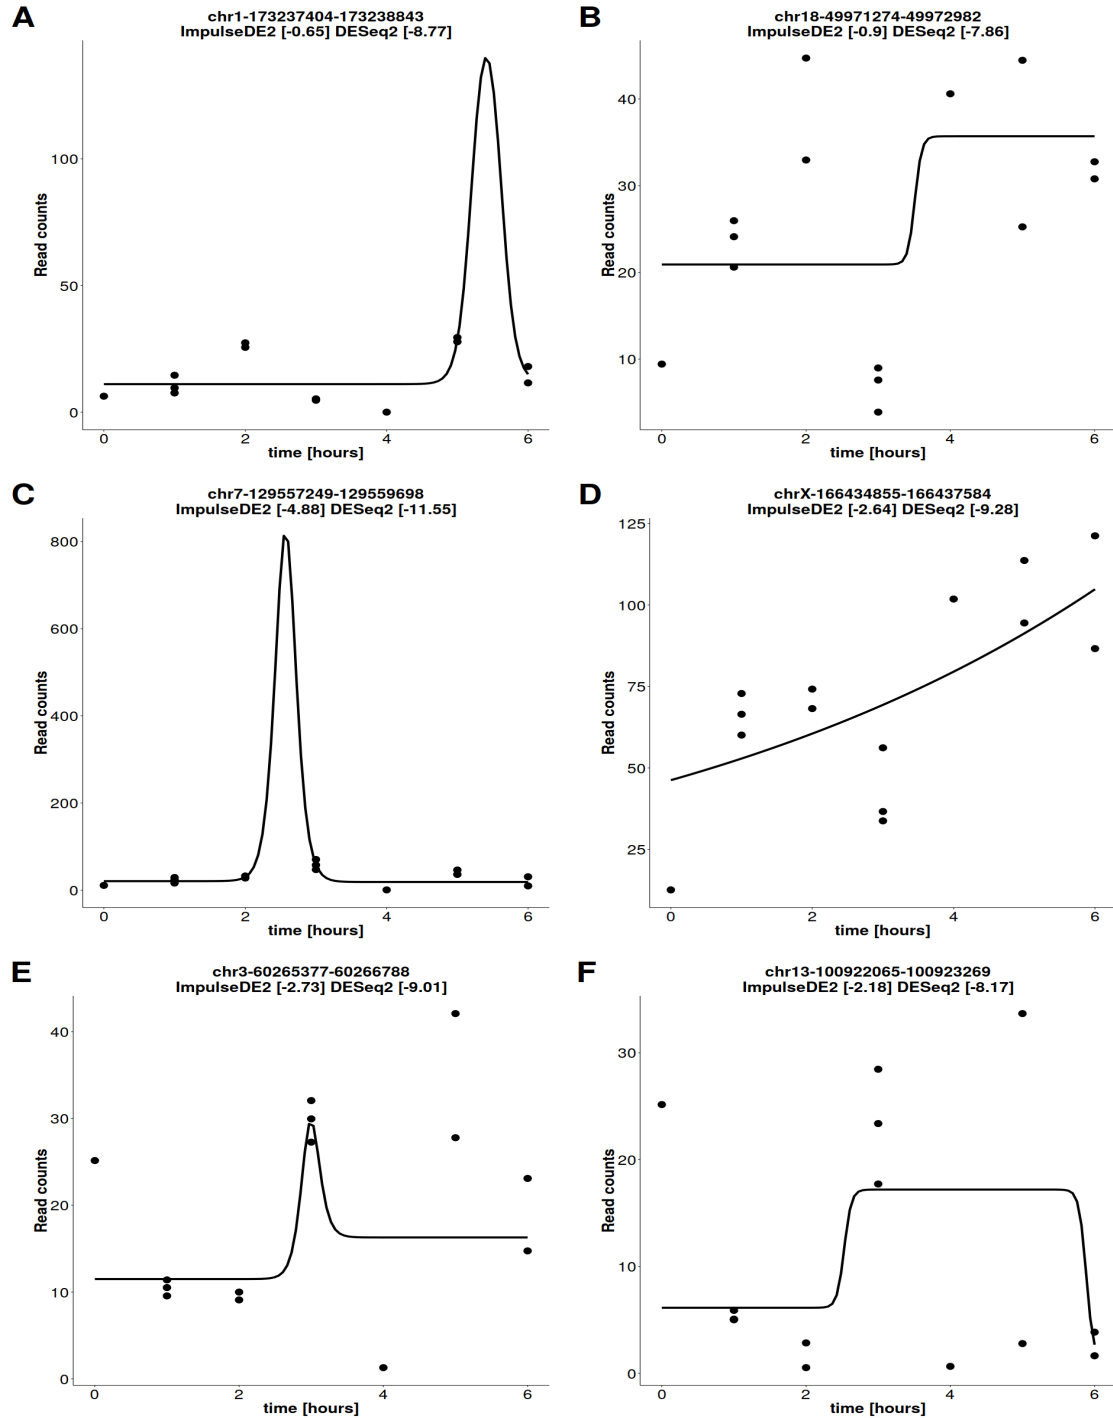 A
chr1-173237404-173238843
ImpulseDE2 [-0.65] DESeq2 [-8.77]
Read counts
100
50
0
0 2 4 6
time [hours]
B
chr18-49971274-49972982
ImpulseDE2 [-0.9] DESeq2 [-7.86]
Read counts
40
30
20
10
0 2 4 6
time [hours]
C
chr7-129557249-129559698
ImpulseDE2 [-4.88] DESeq2 [-11.55]
Read counts
800
600
400
200
0
0 2 4 6
time [hours]
D
chrX-166434855-166437584
ImpulseDE2 [-2.64] DESeq2 [-9.28]
Read counts
125
100
75
50
25
0 2 4 6
time [hours]
E
chr3-60265377-60266788
ImpulseDE2 [-2.73] DESeq2 [-9.01]
Read counts
40
30
20
10
0
0 2 4 6
time [hours]
F
chr13-100922065-100923269
ImpulseDE2 [-2.18] DESeq2 [-8.17]
Read counts
30
20
10
0
0 2 4 6
time [hours]